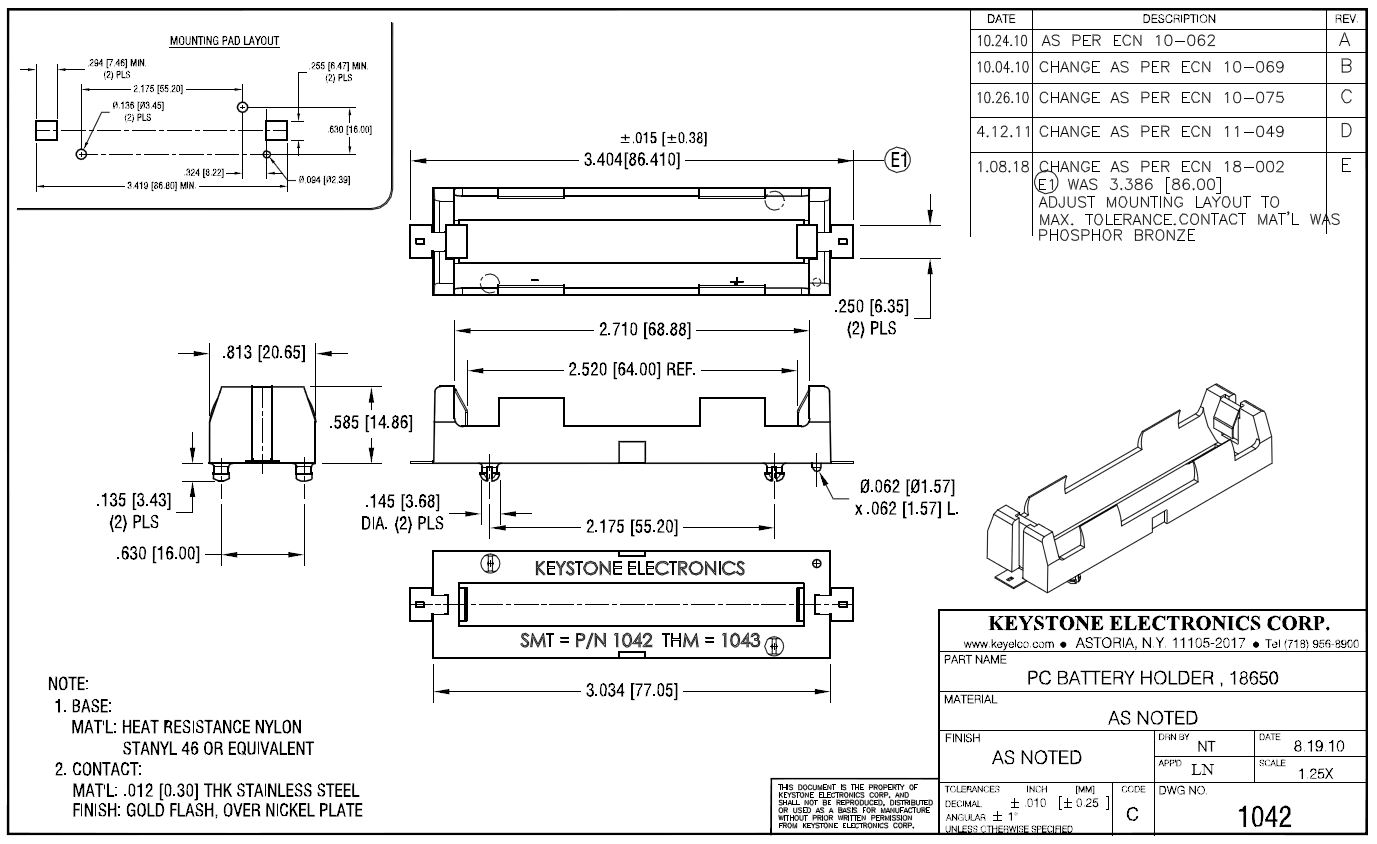 MOUNTING PAD LAYOUT
.294 [7.46] MIN.
(2) PLS
.255 [6.47] MIN.
(2) PLS
2.175 [55.20]
Ø.136 [Ø3.45]
(2) PLS
.630 [16.00]
.324 [8.22]
Ø.094 [Ø2.39]
3.419 [86.80] MIN.
DATE DESCRIPTION REV.
10.24.10 AS PER ECN 10-062 A
10.04.10 CHANGE AS PER ECN 10-069 B
10.26.10 CHANGE AS PER ECN 10-075 C
4.12.11 CHANGE AS PER ECN 11-049 D
1.08.18 CHANGE AS PER ECN 18-002 E
E1 WAS 3.386 [86.00]
ADJUST MOUNTING LAYOUT TO
MAX. TOLERANCE.CONTACT MAT'L WAS
PHOSPHOR BRONZE
±.015 [±0.38]
3.404[86.410]
E1
- +
.250 [6.35]
(2) PLS
2.710 [68.88]
2.520 [64.00] REF.
.813 [20.65]
.585 [14.86]
.135 [3.43]
(2) PLS
.630 [16.00]
.145 [3.68]
DIA. (2) PLS
2.175 [55.20]
Ø.062 [Ø1.57]
x .062 [1.57] L.
KEYSTONE ELECTRONICS
SMT = P/N 1042 THM = 1043
3.034 [77.05]
NOTE:
1. BASE:
MAT'L: HEAT RESISTANCE NYLON
STANYL 46 OR EQUIVALENT
2. CONTACT:
MAT'L: .012 [0.30] THK STAINLESS STEEL
FINISH: GOLD FLASH, OVER NICKEL PLATE
THIS DOCUMENT IS THE PROPERTY OF
KEYSTONE ELECTRONICS CORP. AND
SHALL NOT BE REPRODUCED, DISTRIBUTED
OR USED AS A BASIS FOR MANUFACTURE
WITHOUT PRIOR WRITTEN PERMISSION
FROM KEYSTONE ELECTRONICS CORP.
KEYSTONE ELECTRONICS CORP.
www.keyelco.com ● ASTORIA, N.Y. 11105-2017 ● Tel (718) 956-8900
PART NAME
PC BATTERY HOLDER , 18650
MATERIAL
AS NOTED
FINISH
AS NOTED
DRN BY NT
DATE 8.19.10
APP'D LN
SCALE 1.25X
TOLERANCES INCH [MM]
DECIMAL ± .010 [± 0.25 ]
ANGULAR ± 1°
UNLESS OTHERWISE SPECIFIED
CODE
C
DWG NO.
1042